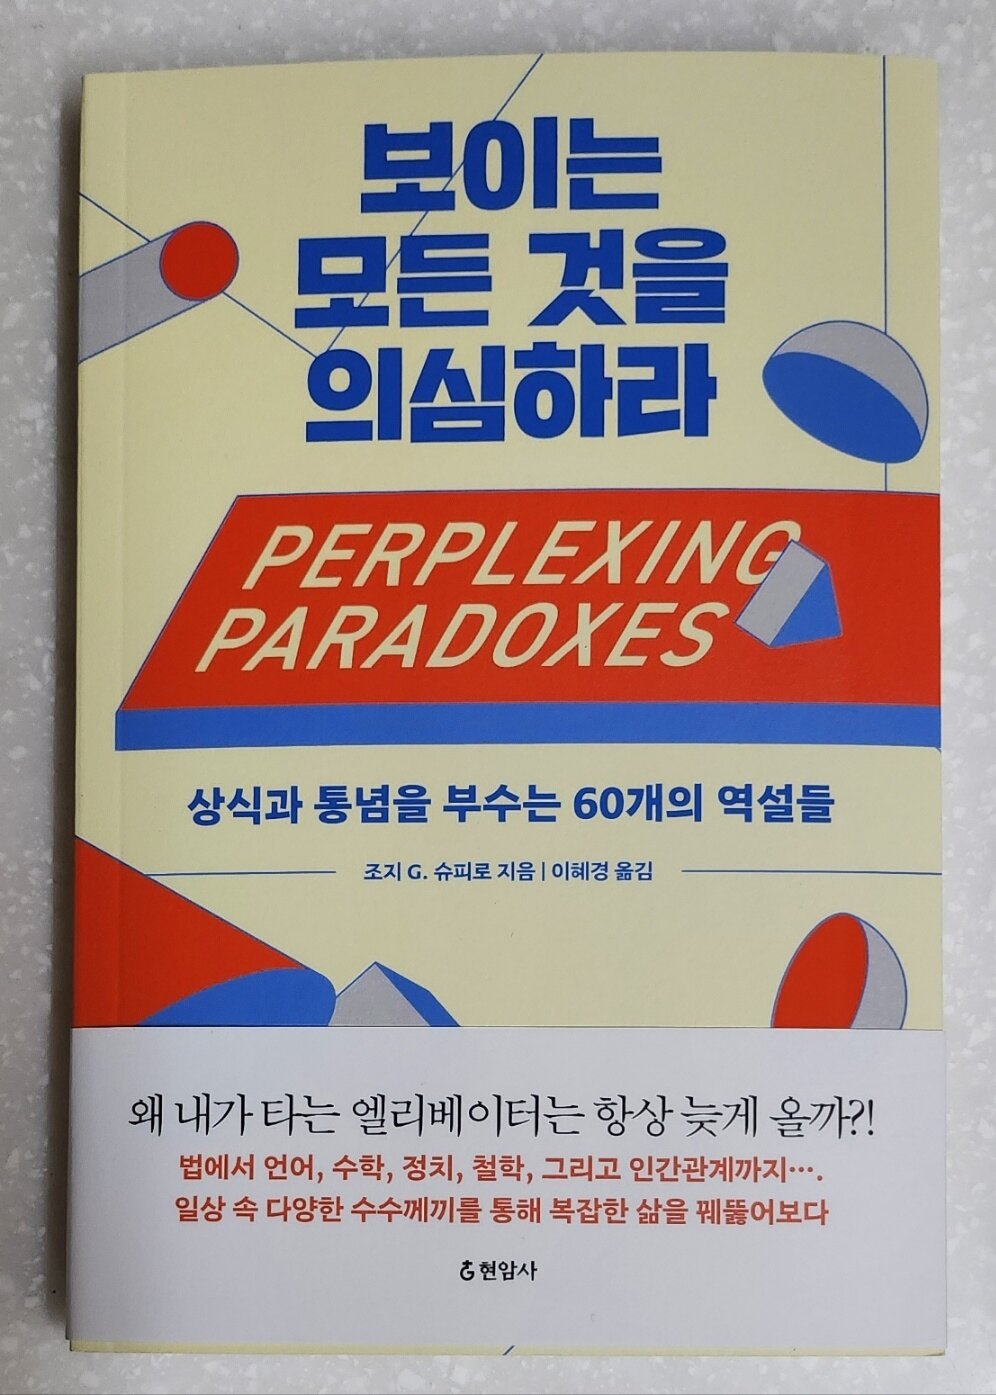 보이는
모든 것을
의심하라
PERPLEXING
PARADOXES
상식과 통념을 부수는 60개의 역설들
조지 G. 슈피로 지음 | 이혜경 옮김
왜 내가 타는 엘리베이터는 항상 늦게 올까?!
법에서 언어, 수학, 정치, 철학, 그리고 인간관계까지….
일상 속 다양한 수수께끼를 통해 복잡한 삶을 꿰뚫어보다
현암사